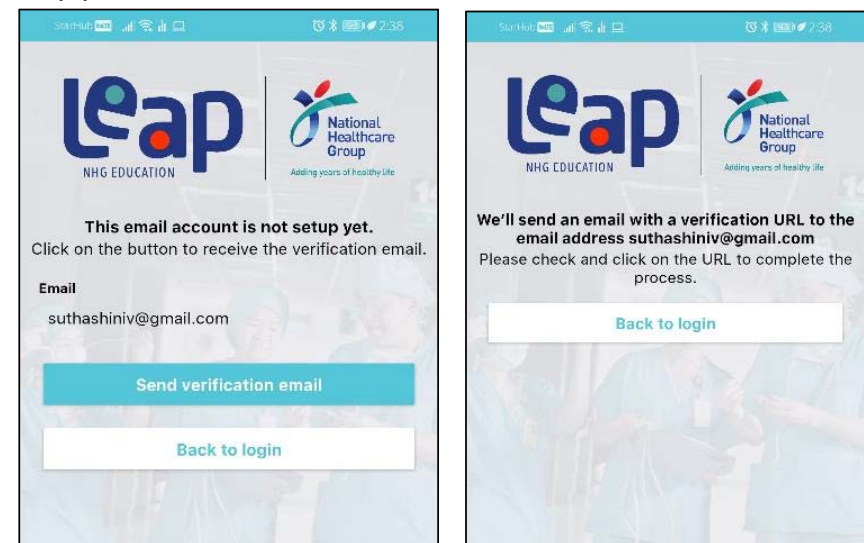 StarHub VoLTE 2:38
Leap
NHG EDUCATION
National
Healthcare
Group
Adding years of healthy life
This email account is not setup yet.
Click on the button to receive the verification email.
Email
suthashiniv@gmail.com
Send verification email
Back to login
StarHub VoLTE 2:38
Leap
NHG EDUCATION
National
Healthcare
Group
Adding years of healthy life
We'll send an email with a verification URL to the
email address suthashiniv@gmail.com
Please check and click on the URL to complete the
process.
Back to login